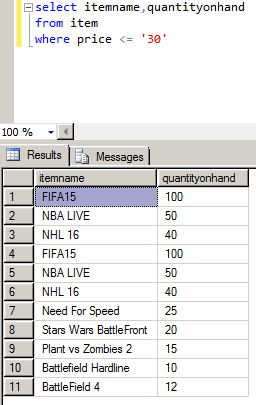 select itemname,quantityonhand
from item
where price <= '30'
100 %
Results Messages
itemname quantityonhand
1 FIFA15 100
2 NBA LIVE 50
3 NHL 16 40
4 FIFA15 100
5 NBA LIVE 50
6 NHL 16 40
7 Need For Speed 25
8 Stars Wars BattleFront 20
9 Plant vs Zombies 2 15
10 Battlefield Hardline 10
11 BattleField 4 12